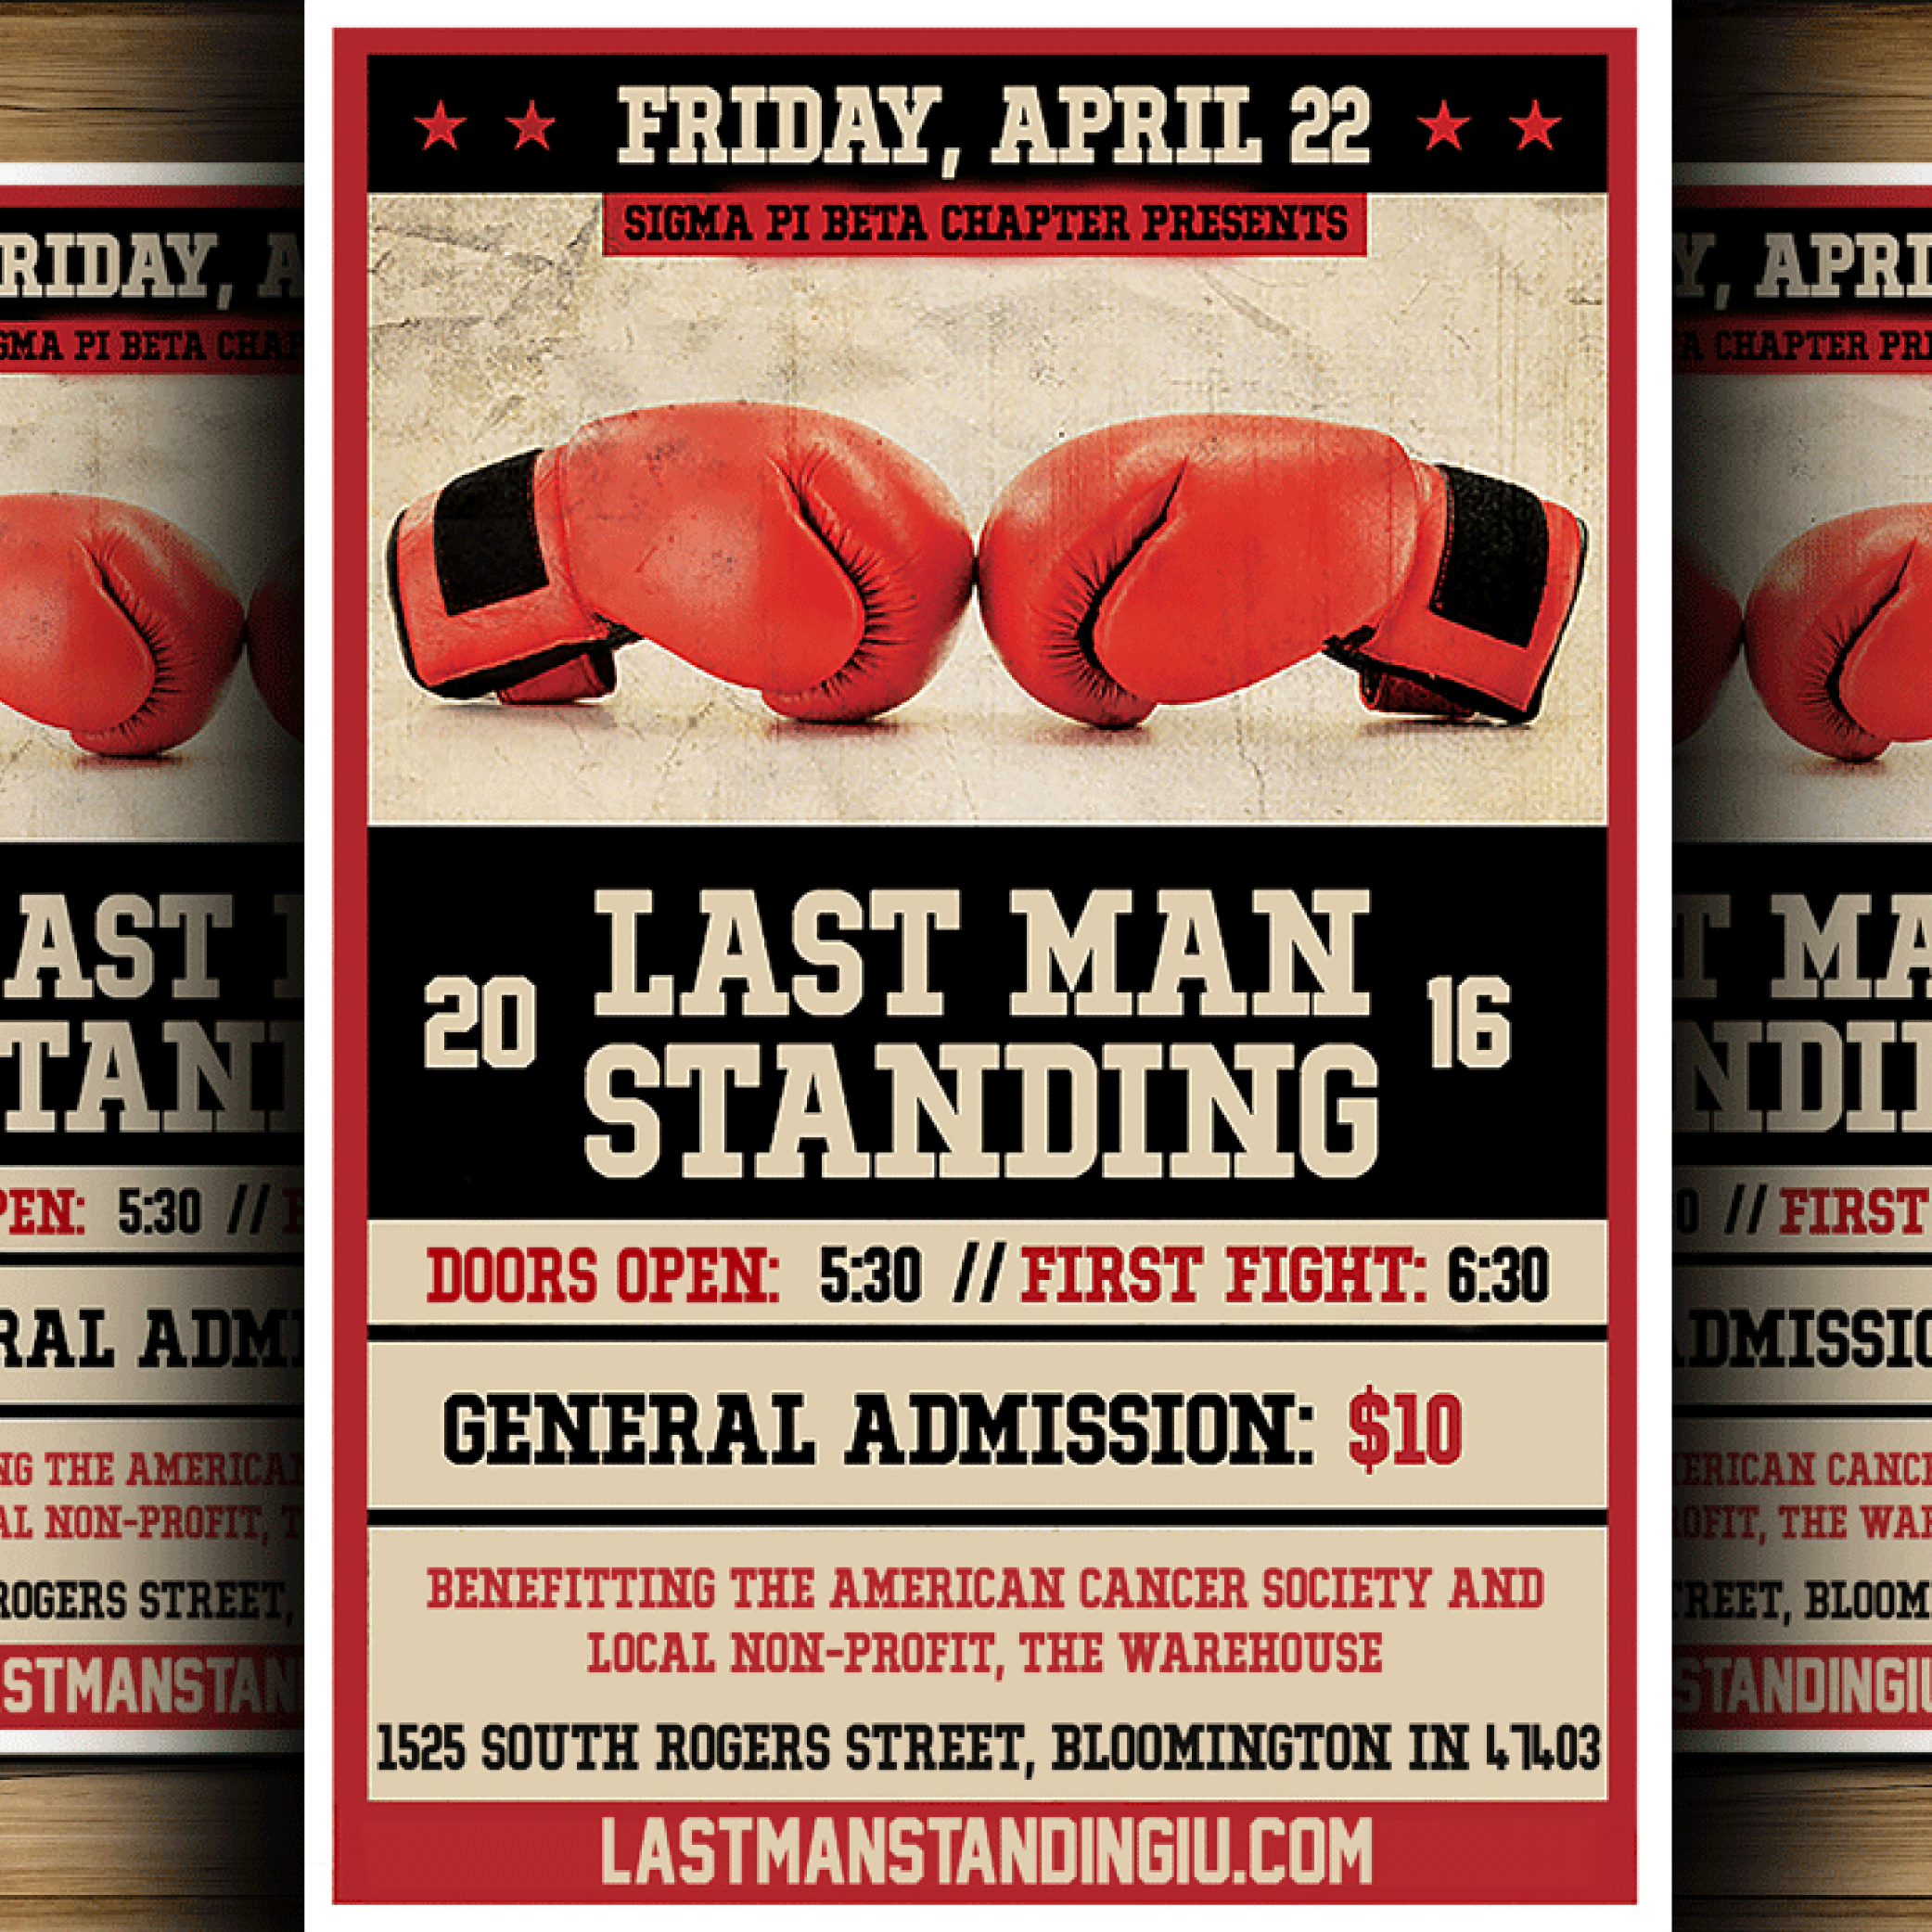 FRIDAY, APRIL 22
SIGMA PI BETA CHAPTER PRESENTS
20 LAST MAN 16
STANDING
DOORS OPEN: 5:30 // FIRST FIGHT: 6:30
GENERAL ADMISSION: $10
BENEFITTING THE AMERICAN CANCER SOCIETY AND
LOCAL NON-PROFIT, THE WAREHOUSE
1525 SOUTH ROGERS STREET, BLOOMINGTON IN 47403
LASTMANSTANDINGIU.COM